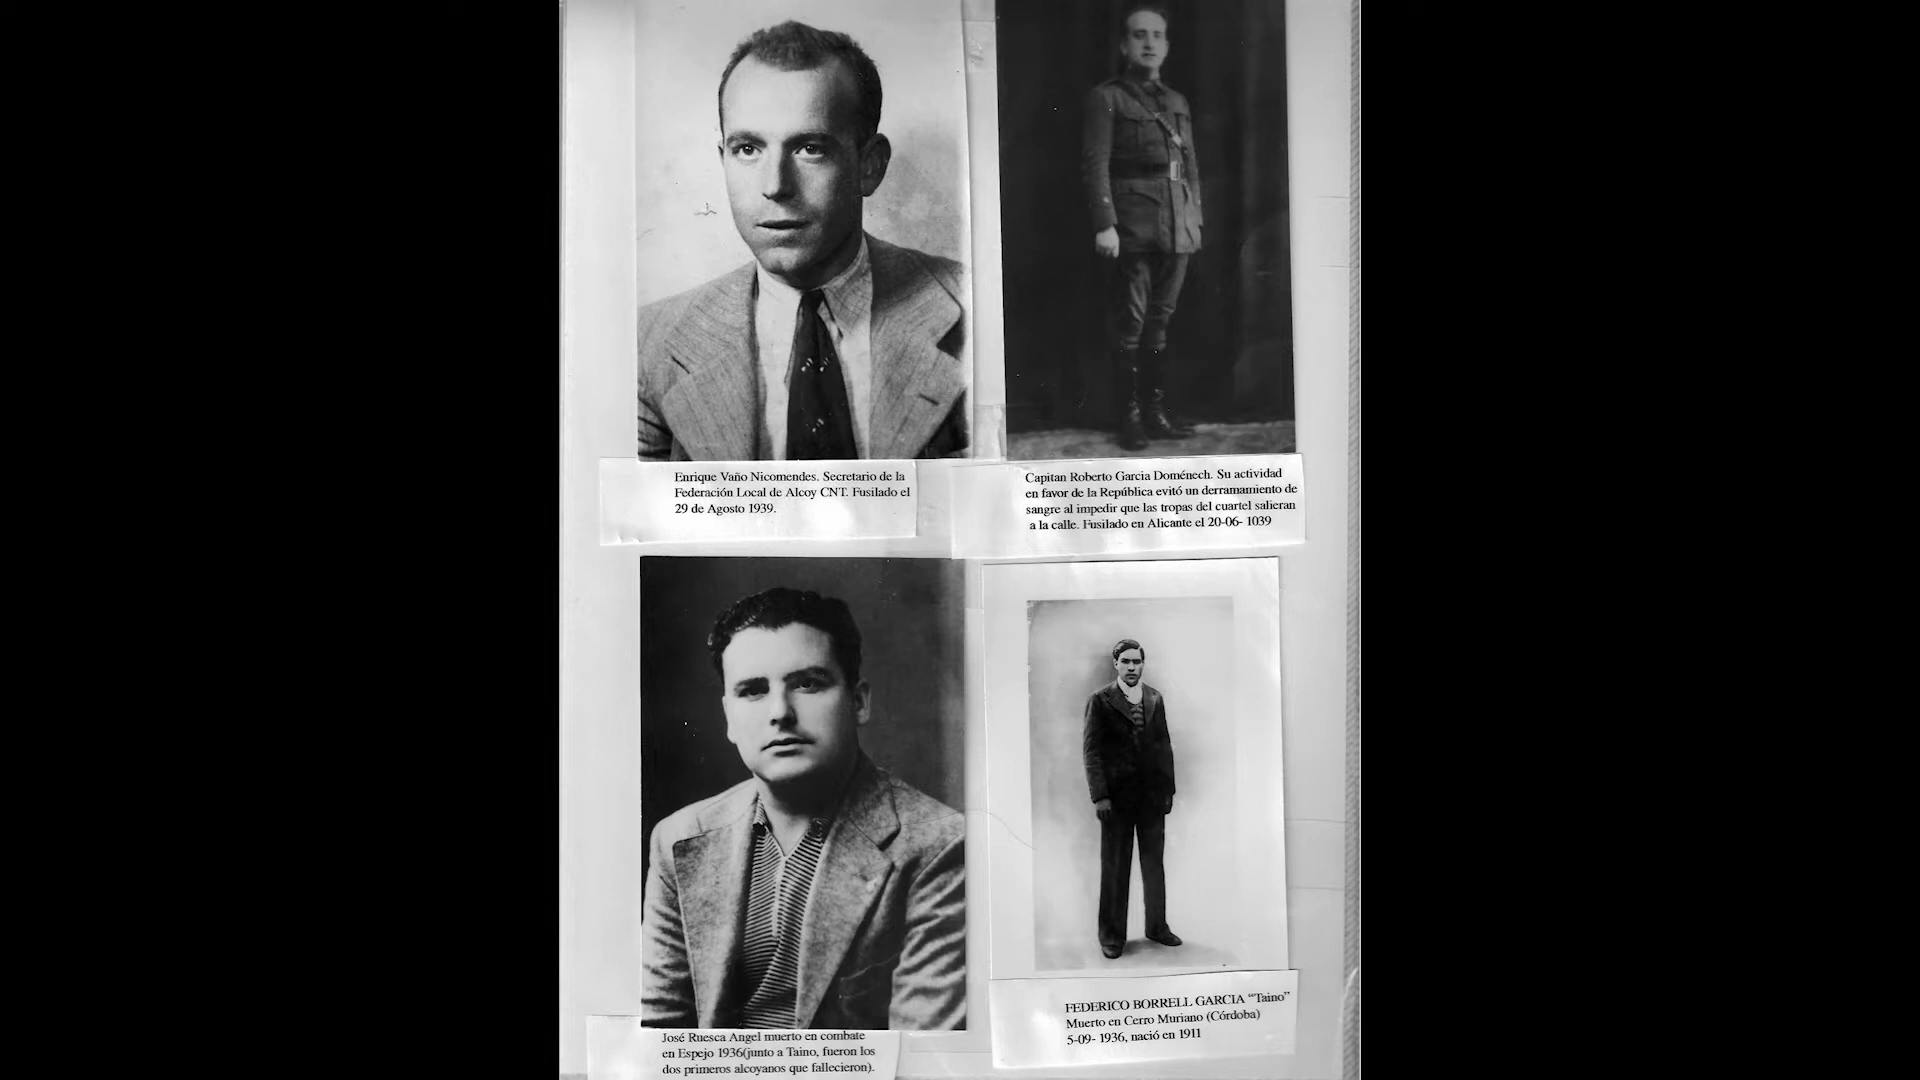 Enrique Vaño Nicomendes. Secretario de la
Federación Local de Alcoy CNT. Fusilado el
29 de Agosto 1939.
Capitan Roberto Garcia Doménech. Su actividad
en favor de la República evitó un derramamiento de
sangre al impedir que las tropas del cuartel salieran
a la calle. Fusilado en Alicante el 20-06- 1039
José Ruesca Angel muerto en combate
en Espejo 1936(junto a Taino, fueron los
dos primeros alcoyanos que fallecieron).
FEDERICO BORRELL GARCIA “Taino”
Muerto en Cerro Muriano (Córdoba)
5-09- 1936, nació en 1911